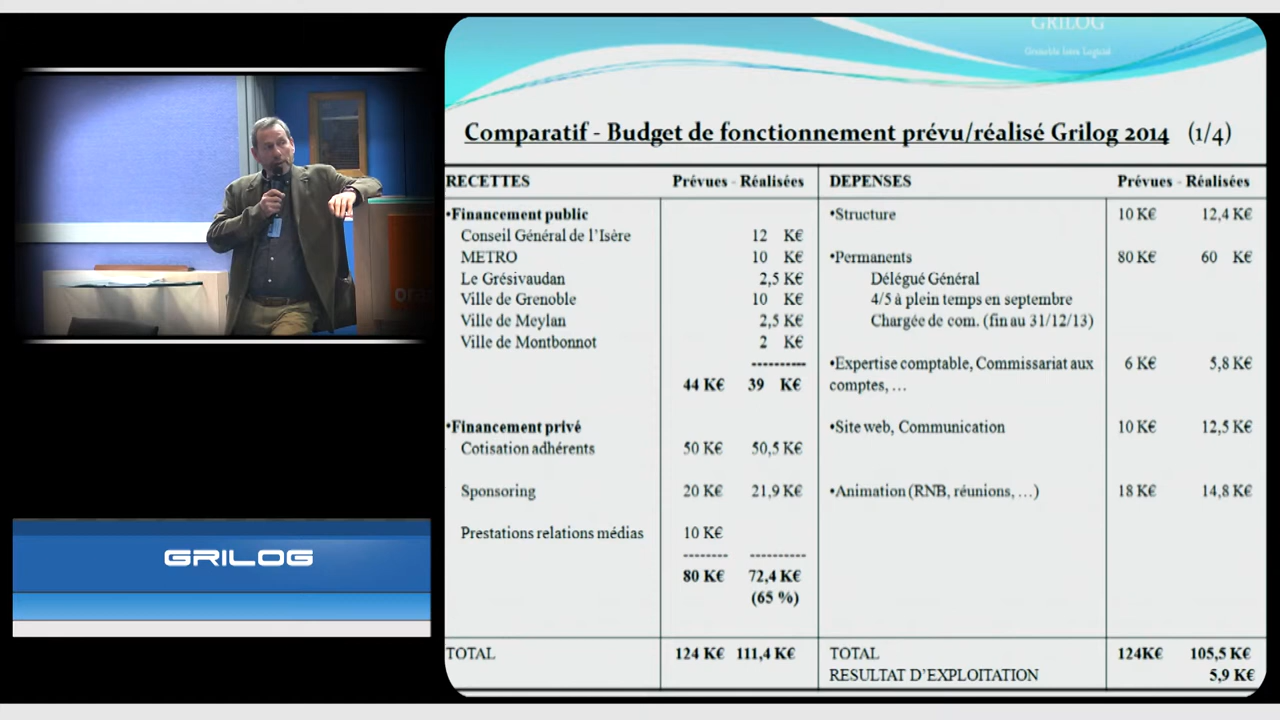 GRILOG
Grenoble Isère Logiciel
Comparatif - Budget de fonctionnement prévu/réalisé Grilog 2014 (1/4)
RECETTES Prévues - Réalisées DEPENSES Prévues - Réalisées
•Financement public •Structure 10 K€ 12,4 K€
Conseil Général de l'Isère 12 K€
METRO 10 K€ •Permanents 80 K€ 60 K€
Le Grésivaudan 2,5 K€ Délégué Général
Ville de Grenoble 10 K€ 4/5 à plein temps en septembre
Ville de Meylan 2,5 K€ Chargée de com. (fin au 31/12/13)
Ville de Montbonnot 2 K€
---------- •Expertise comptable, Commissariat aux 6 K€ 5,8 K€
44 K€ 39 K€ comptes, …
•Financement privé •Site web, Communication 10 K€ 12,5 K€
Cotisation adhérents 50 K€ 50,5 K€
Sponsoring 20 K€ 21,9 K€ •Animation (RNB, réunions, …) 18 K€ 14,8 K€
Prestations relations médias 10 K€
-------- ----------
80 K€ 72,4 K€
(65 %)
TOTAL 124 K€ 111,4 K€ TOTAL 124K€ 105,5 K€
RESULTAT D'EXPLOITATION 5,9 K€
GRILOG